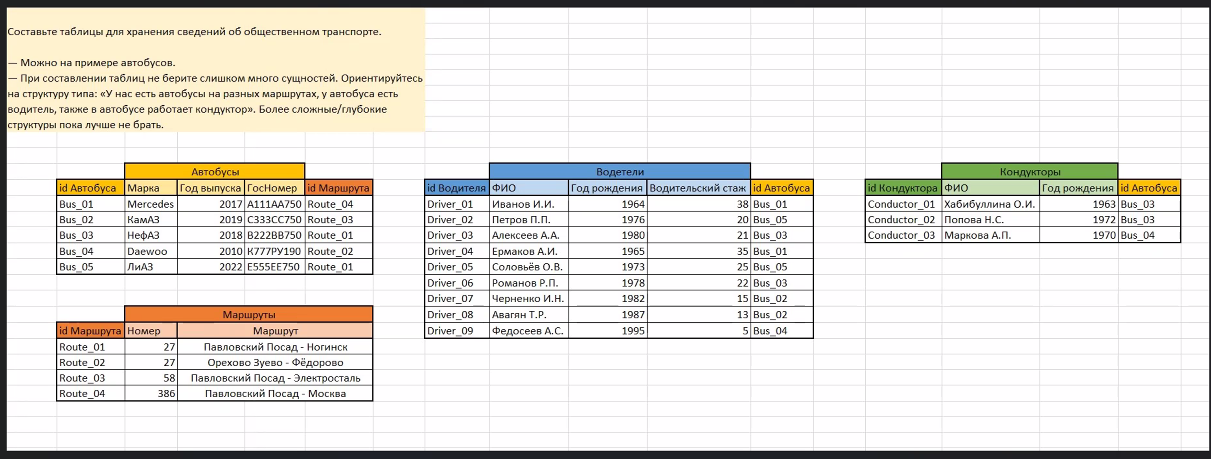 Составьте таблицы для хранения сведений об общественном транспорте.
— Можно на примере автобусов.
— При составлении таблиц не берите слишком много сущностей. Ориентируйтесь
на структуру типа: «У нас есть автобусы на разных маршрутах, у автобуса есть
водитель, также в автобусе работает кондуктор». Более сложные/глубокие
структуры пока лучше не брать.
Автобусы
id Автобуса Марка Год выпуска ГосНомер id Маршрута
Bus_01 Mercedes 2017 А111АА750 Route_04
Bus_02 КамАЗ 2019 С333СС750 Route_03
Bus_03 НефАЗ 2018 В222ВВ750 Route_01
Bus_04 Daewoo 2010 К777РУ190 Route_02
Bus_05 ЛиАЗ 2022 Е555ЕЕ750 Route_01
Маршруты
id Маршрута Номер Маршрут
Route_01 27 Павловский Посад - Ногинск
Route_02 27 Орехово Зуево - Фёдорово
Route_03 58 Павловский Посад - Электросталь
Route_04 386 Павловский Посад - Москва
Водетели
id Водителя ФИО Год рождения Водительский стаж id Автобуса
Driver_01 Иванов И.И. 1964 38 Bus_01
Driver_02 Петров П.П. 1976 20 Bus_05
Driver_03 Алексеев А.А. 1980 21 Bus_03
Driver_04 Ермаков А.И. 1965 35 Bus_01
Driver_05 Соловьёв О.В. 1973 25 Bus_05
Driver_06 Романов Р.П. 1978 22 Bus_03
Driver_07 Черненко И.Н. 1982 15 Bus_02
Driver_08 Авагян Т.Р. 1987 13 Bus_02
Driver_09 Федосеев А.С. 1995 5 Bus_04
Кондукторы
id Кондуктора ФИО Год рождения id Автобуса
Conductor_01 Хабибуллина О.И. 1963 Bus_03
Conductor_02 Попова Н.С. 1972 Bus_03
Conductor_03 Маркова А.П. 1970 Bus_04